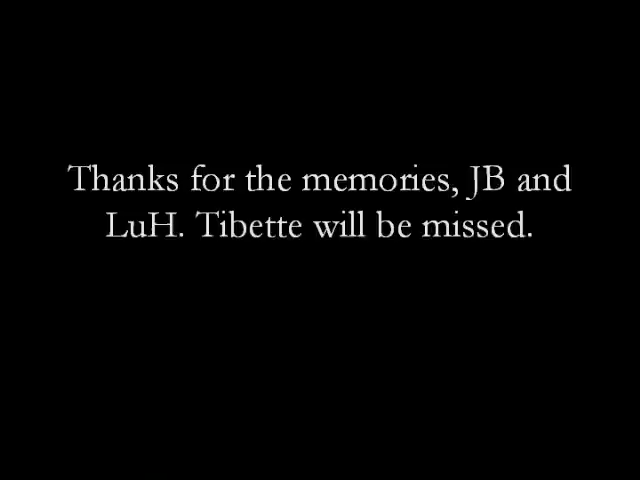 Thanks for the memories, JB and
LuH. Tibette will be missed.